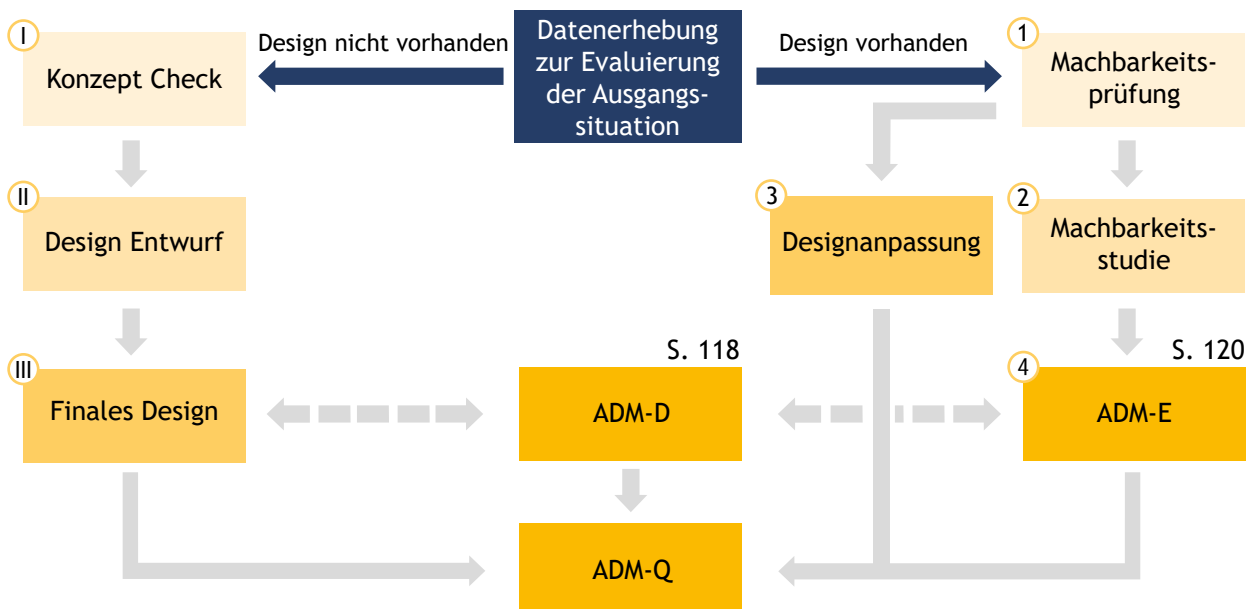 I
Konzept Check
Design nicht vorhanden
Datenerhebung
zur Evaluierung
der Ausgangs-
situation
Design vorhanden
1
Machbarkeits-
prüfung
II
Design Entwurf
3
Designanpassung
2
Machbarkeits-
studie
III
Finales Design
S. 118
ADM-D
S. 120
4
ADM-E
ADM-Q